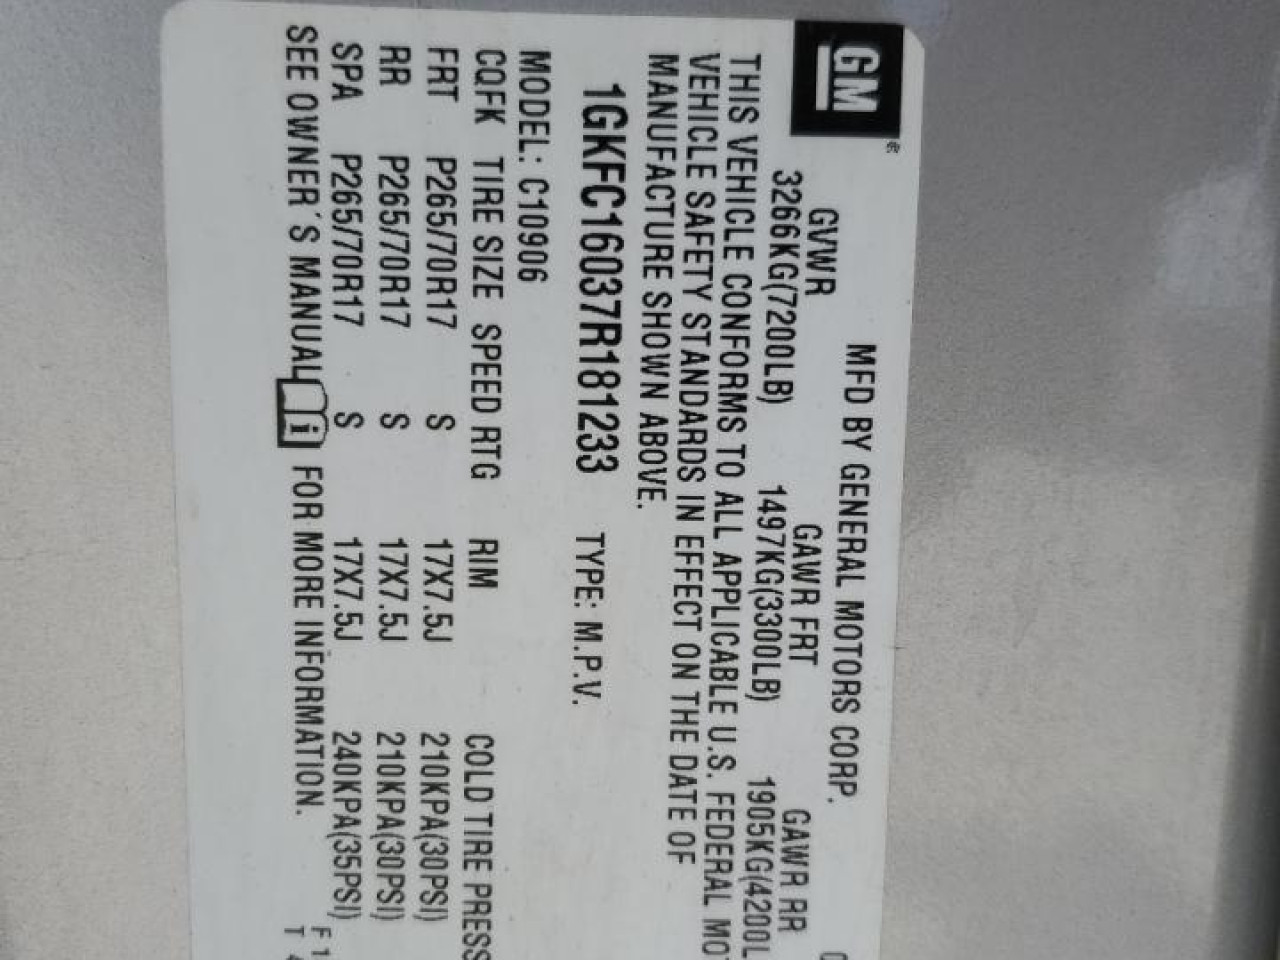 GM
MFD BY GENERAL MOTORS CORP.
GVWR GAWR FRT GAWR RR
3266KG(7200LB) 1497KG(3300LB) 1905KG(4200L
THIS VEHICLE CONFORMS TO ALL APPLICABLE U.S. FEDERAL MO
VEHICLE SAFETY STANDARDS IN EFFECT ON THE DATE OF
MANUFACTURE SHOWN ABOVE.
1GKFC16037R181233 TYPE: M.P.V.
MODEL: C10906
CQFK TIRE SIZE SPEED RTG RIM COLD TIRE PRESS
FRT P265/70R17 S 17X7.5J 210KPA(30PSI)
RR P265/70R17 S 17X7.5J 210KPA(30PSI)
SPA P265/70R17 S 17X7.5J 240KPA(35PSI)
SEE OWNER'S MANUAL i FOR MORE INFORMATION.